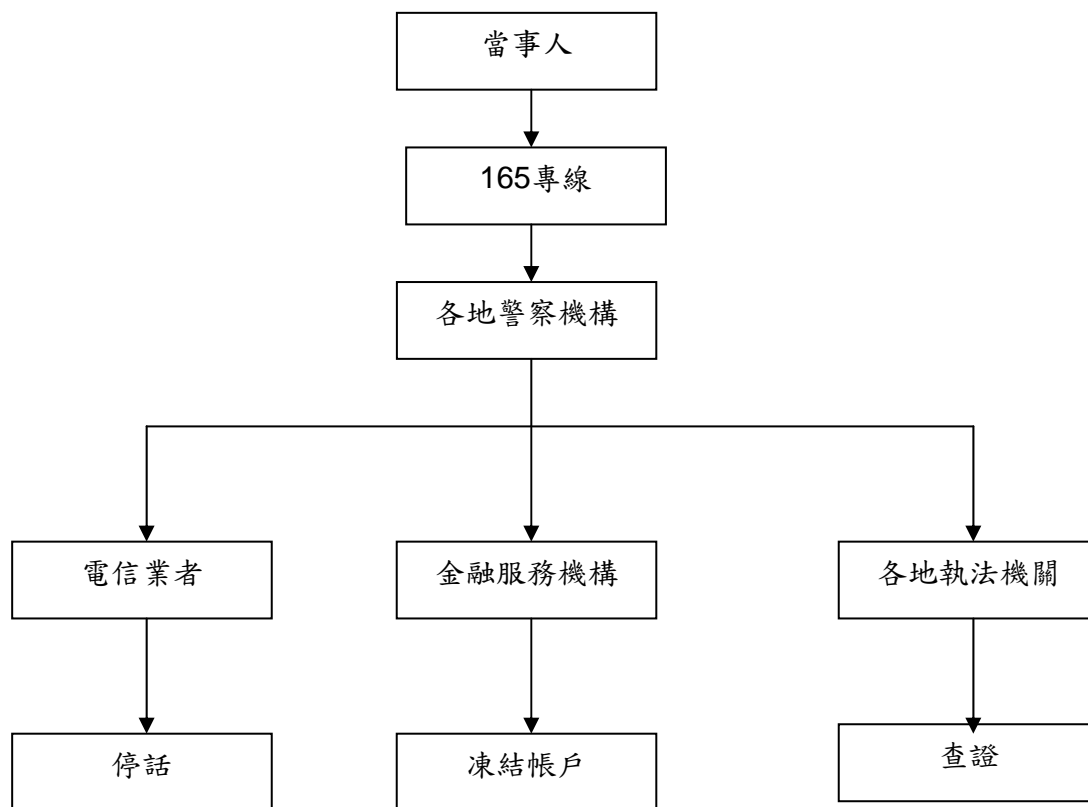 當事人
165專線
各地警察機構
電信業者
金融服務機構
各地執法機關
停話
凍結帳戶
查證